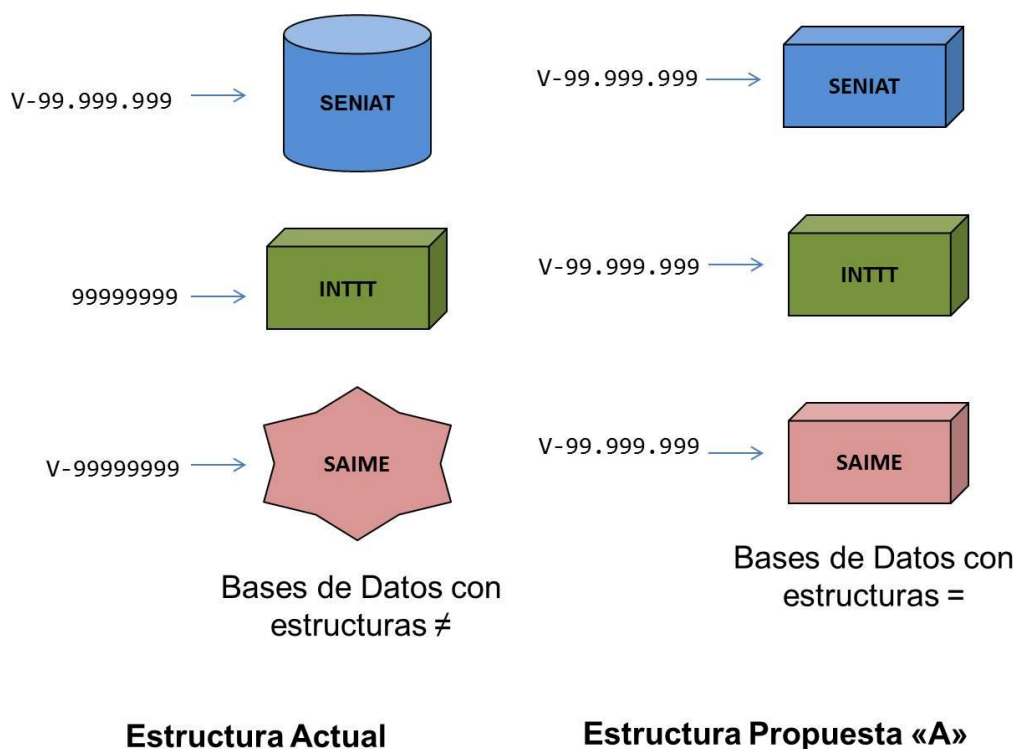 V-99.999.999
SENIAT
99999999
INTTT
V-99999999
SAIME
Bases de Datos con
estructuras ≠
Estructura Actual
V-99.999.999
SENIAT
V-99.999.999
INTTT
V-99.999.999
SAIME
Bases de Datos con
estructuras =
Estructura Propuesta «A»